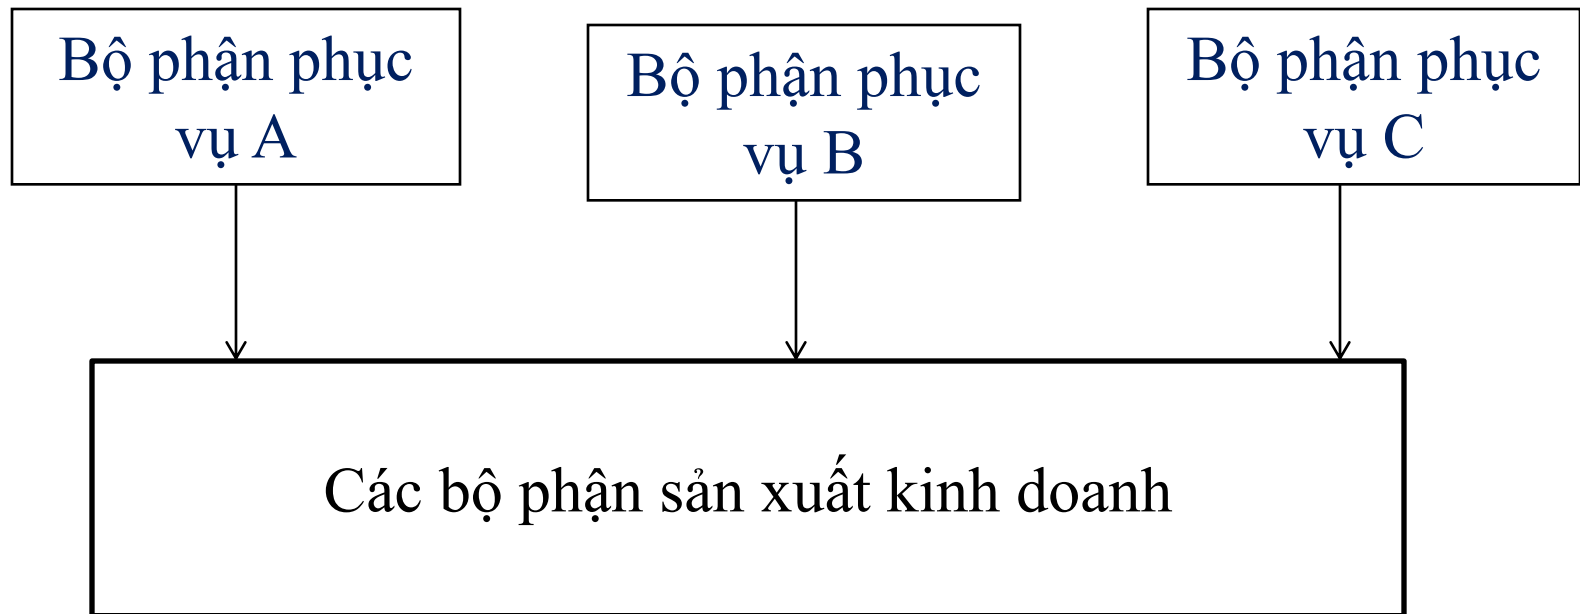 Bộ phận phục
vụ A
Bộ phận phục
vụ B
Bộ phận phục
vụ C
Các bộ phận sản xuất kinh doanh